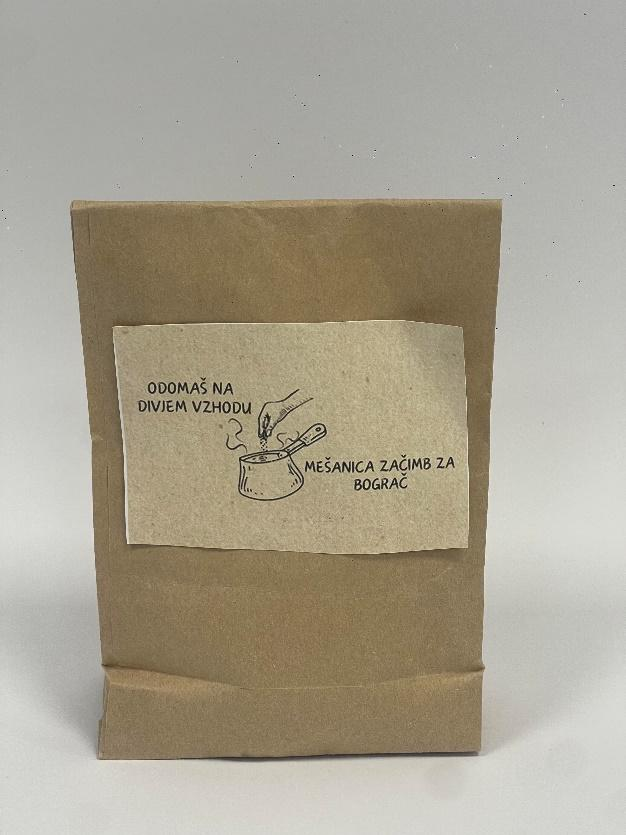 ODOMAŠ NA
DIVJEM VZHODU
MEŠANICA ZAČIMB ZA
BOGRAČ